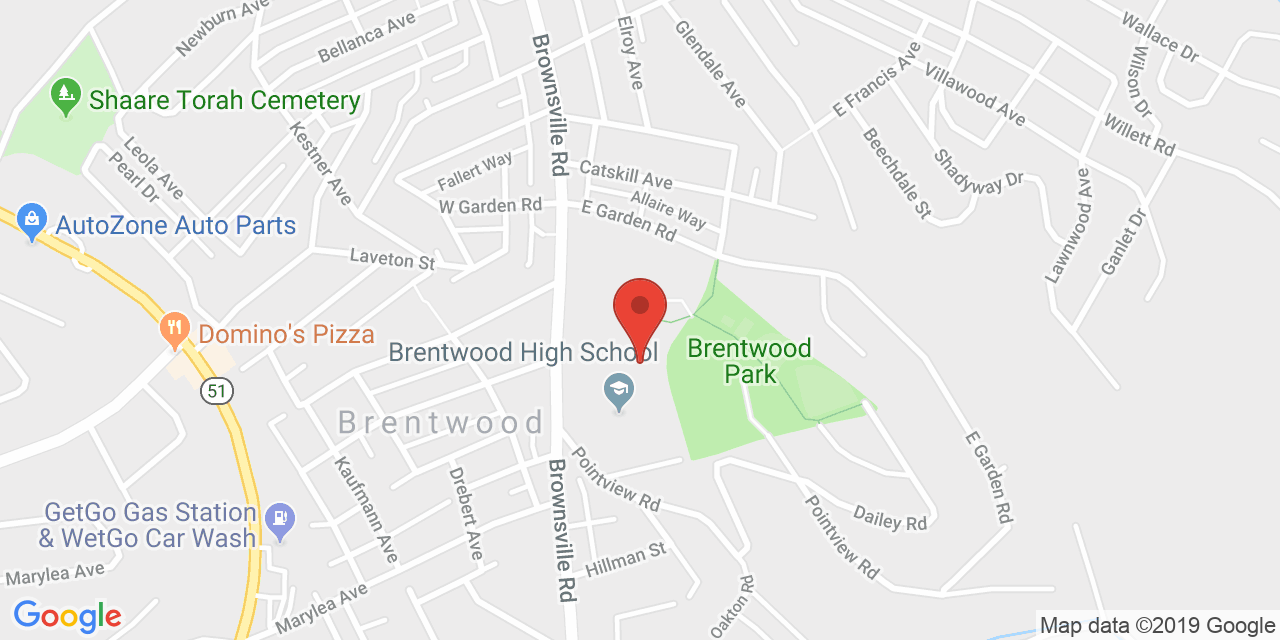 Newburn Ave
Bellanca Ave
Brownsville Rd
Elroy Ave
Glendale Ave
Wallace Dr
Wilson Dr
E Francis Ave
Villawood Ave
Willett Rd
Shaare Torah Cemetery
Kestner Ave
Leola Ave
Pearl Dr
Fallert Way
Catskill Ave
Allaire Way
Beechdale St
Shadyway Dr
Lawnwood Ave
Ganlet Dr
W Garden Rd
E Garden Rd
AutoZone Auto Parts
Laveton St
Domino's Pizza
Brentwood High School
Brentwood
Park
51
Brentwood
Kaufmann Ave
Drebert Ave
Brownsville Rd
Pointview Rd
E Garden Rd
Dailey Rd
Pointview Rd
GetGo Gas Station
& WetGo Car Wash
Hillman St
Marylea Ave
Marylea Ave
Oakton Rd
Google
Map data ©2019 Google